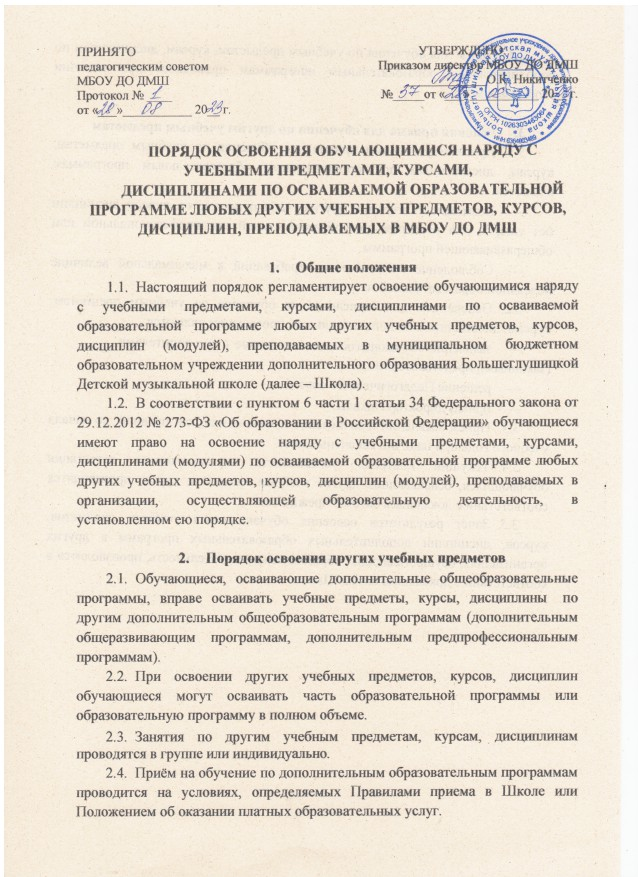 ПРИНЯТО
педагогическим советом
МБОУ ДО ДМШ
Протокол № 1
от «28» 08 2023г.
УТВЕРЖДЕНО
Приказом директор МБОУ ДО ДМШ
О.К. Никитченко
№ 37 от «28» 20 г.
ПОРЯДОК ОСВОЕНИЯ ОБУЧАЮЩИМИСЯ НАРЯДУ С
УЧЕБНЫМИ ПРЕДМЕТАМИ, КУРСАМИ,
ДИСЦИПЛИНАМИ ПО ОСВАИВАЕМОЙ ОБРАЗОВАТЕЛЬНОЙ
ПРОГРАММЕ ЛЮБЫХ ДРУГИХ УЧЕБНЫХ ПРЕДМЕТОВ, КУРСОВ,
ДИСЦИПЛИН, ПРЕПОДАВАЕМЫХ В МБОУ ДО ДМШ
1. Общие положения
1.1. Настоящий порядок регламентирует освоение обучающимися наряду
с учебными предметами, курсами, дисциплинами по осваиваемой
образовательной программе любых других учебных предметов, курсов,
дисциплин (модулей), преподаваемых в муниципальном бюджетном
образовательном учреждении дополнительного образования Большеглушицкой
Детской музыкальной школе (далее – Школа).
1.2. В соответствии с пунктом 6 части 1 статьи 34 Федерального закона от
29.12.2012 № 273-ФЗ «Об образовании в Российской Федерации» обучающиеся
имеют право на освоение наряду с учебными предметами, курсами,
дисциплинами (модулями) по осваиваемой образовательной программе любых
других учебных предметов, курсов, дисциплин (модулей), преподаваемых в
организации, осуществляющей образовательную деятельность, в
установленном ею порядке.
2. Порядок освоения других учебных предметов
2.1. Обучающиеся, осваивающие дополнительные общеобразовательные
программы, вправе осваивать учебные предметы, курсы, дисциплины по
другим дополнительным общеобразовательным программам (дополнительным
общеразвивающим программам, дополнительным предпрофессиональным
программам).
2.2. При освоении других учебных предметов, курсов, дисциплин
обучающиеся могут осваивать часть образовательной программы или
образовательную программу в полном объеме.
2.3. Занятия по другим учебным предметам, курсам, дисциплинам
проводятся в группе или индивидуально.
2.4. Приём на обучение по дополнительным образовательным программам
проводится на условиях, определяемых Правилами приема в Школе или
Положением об оказании платных образовательных услуг.